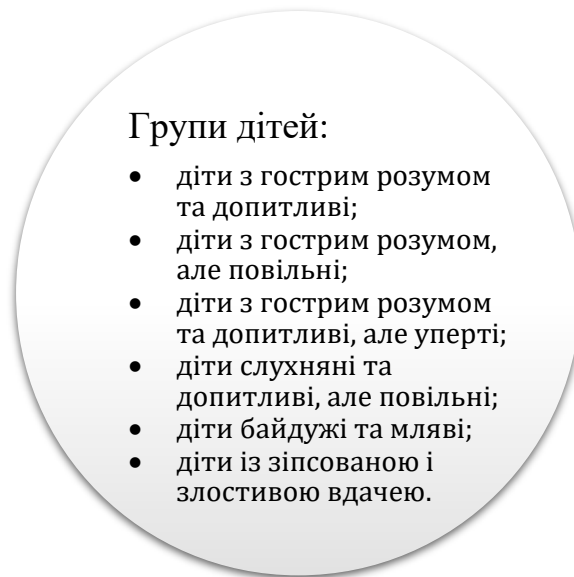 Групи дітей:
• діти з гострим розумом
та допитливі;
• діти з гострим розумом,
але повільні;
• діти з гострим розумом
та допитливі, але уперті;
• діти слухняні та
допитливі, але повільні;
• діти байдужі та мляві;
• діти із зіпсованою і
злостивою вдачею.